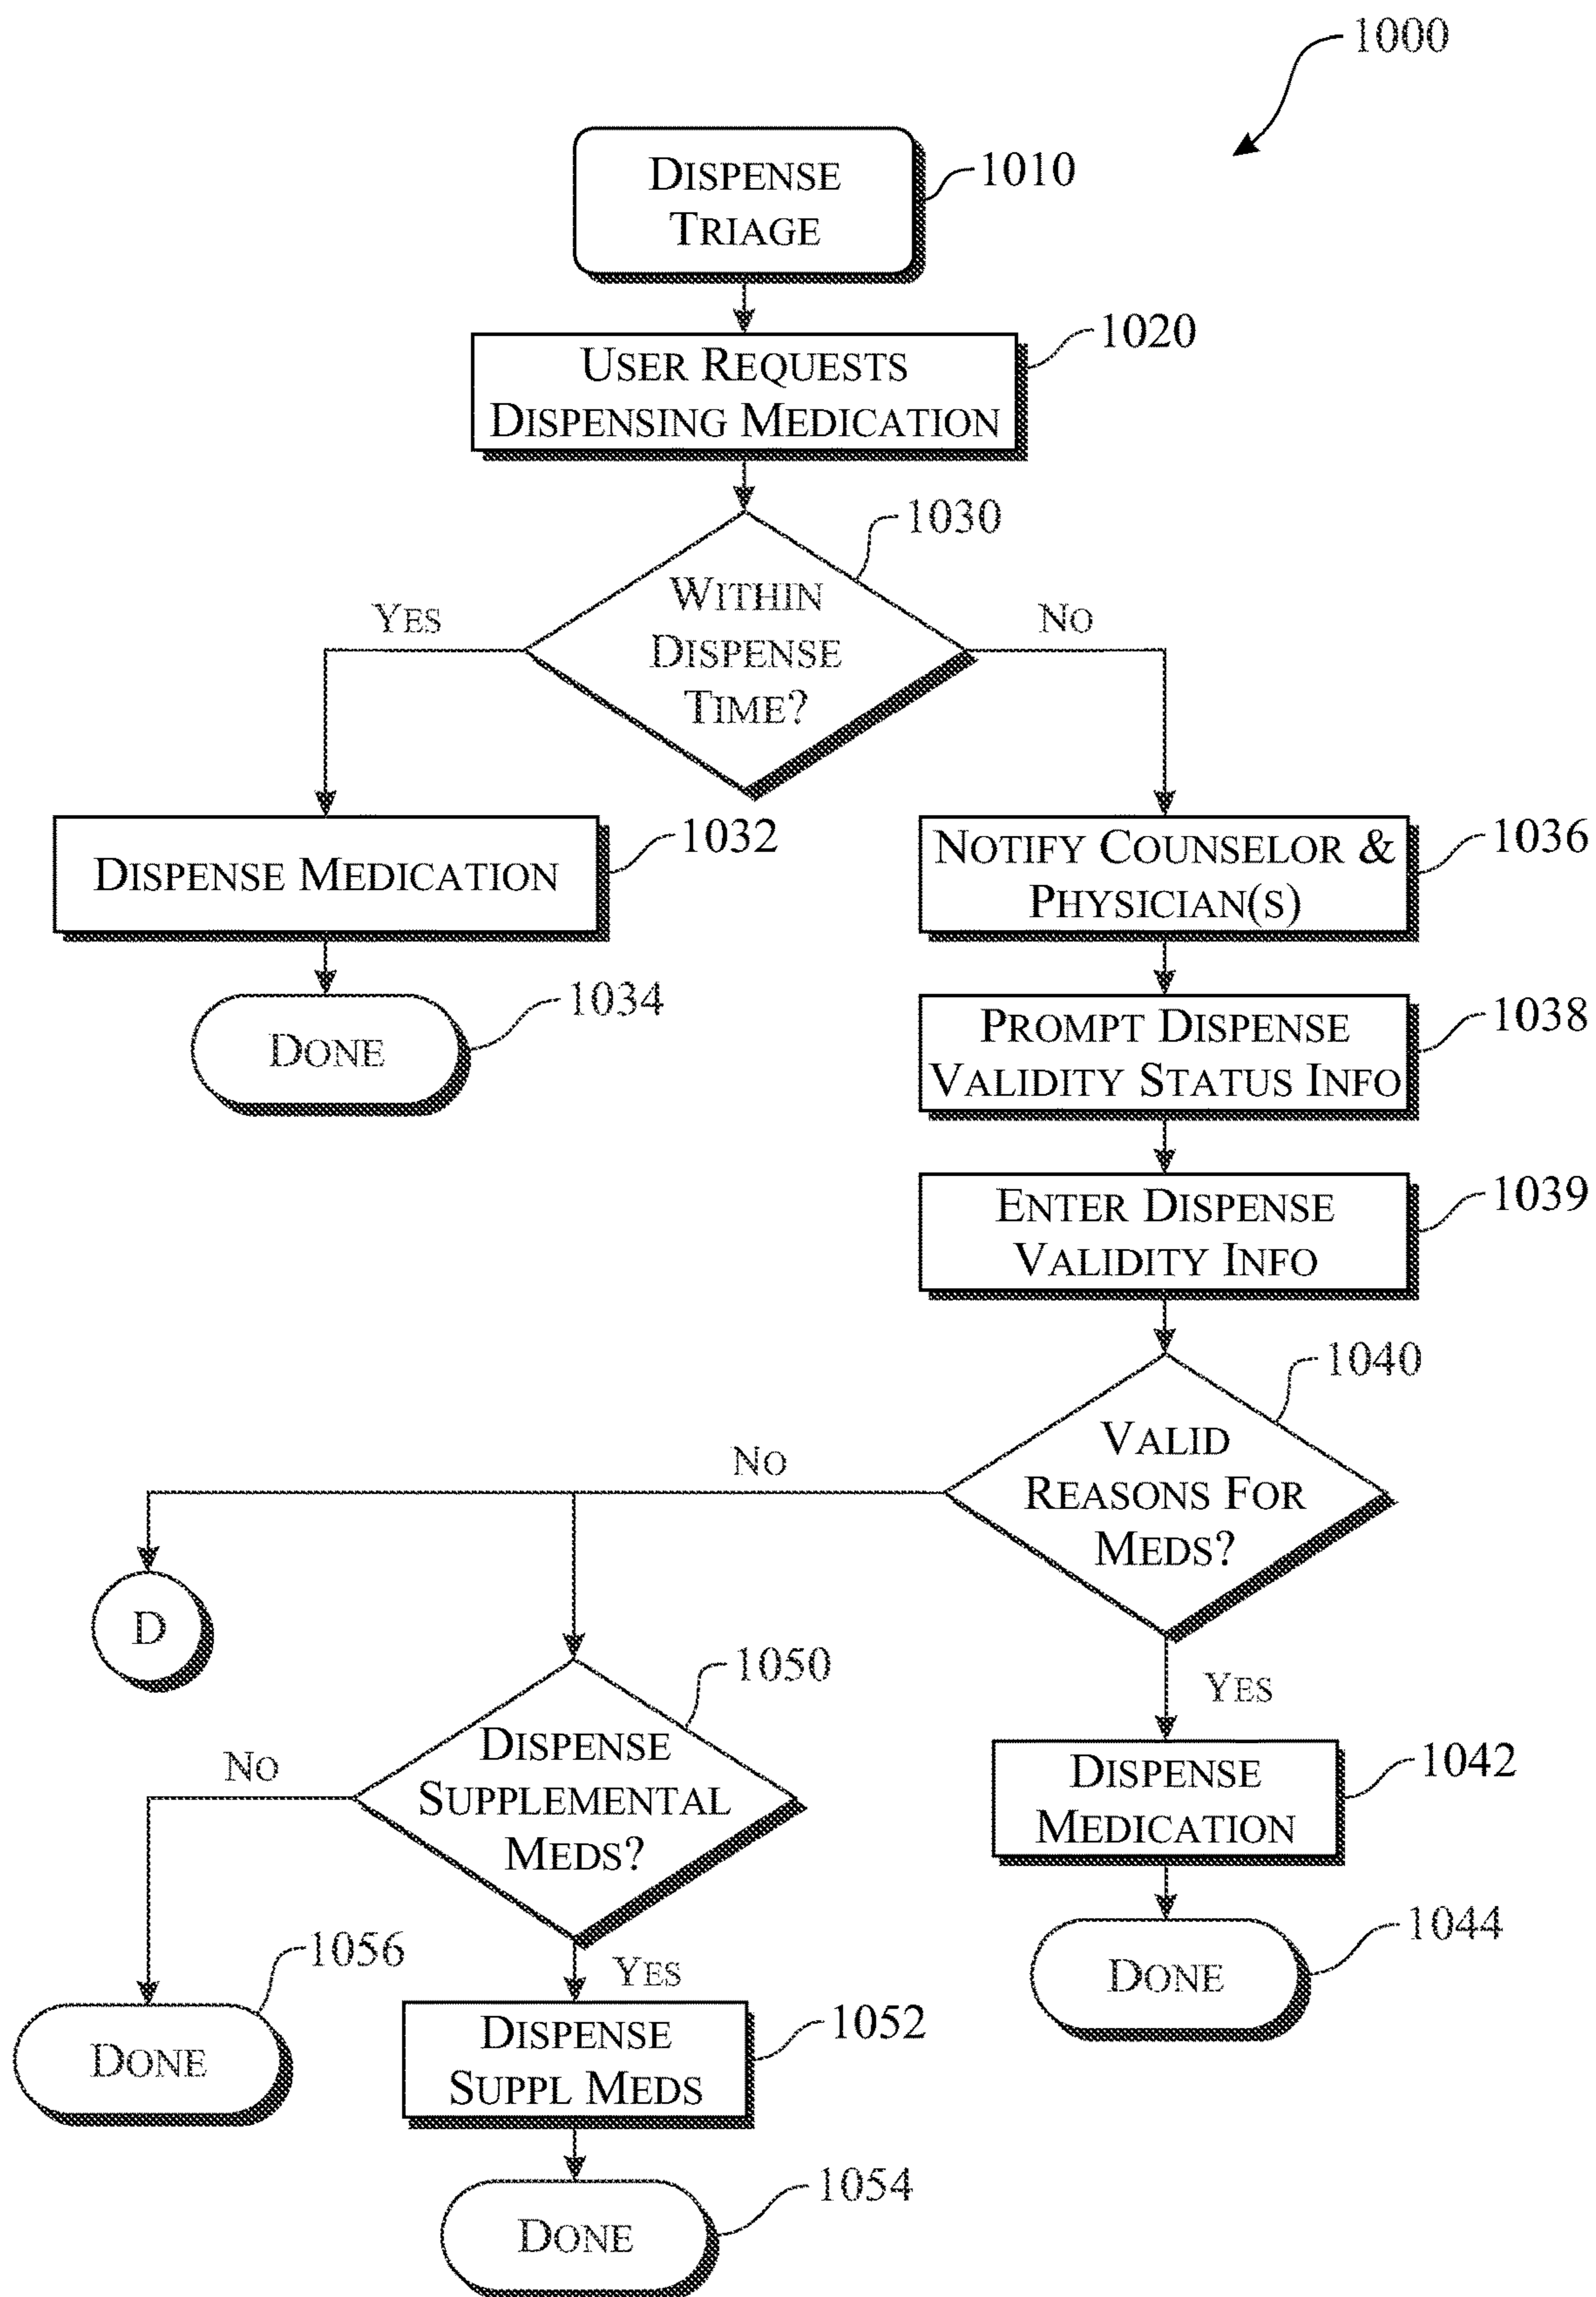 1000
DISPENSE
TRIAGE
1010
USER REQUESTS
DISPENSING MEDICATION
1020
WITHIN
DISPENSE
TIME?
1030
YES
NO
DISPENSE MEDICATION
1032
DONE
1034
NOTIFY COUNSELOR &
PHYSICIAN(S)
1036
PROMPT DISPENSE
VALIDITY STATUS INFO
1038
ENTER DISPENSE
VALIDITY INFO
1039
VALID
REASONS FOR
MEDS?
1040
NO
YES
D
DISPENSE
SUPPLEMENTAL
MEDS?
1050
NO
YES
DISPENSE
MEDICATION
1042
DONE
1044
DONE
1056
DISPENSE
SUPPL MEDS
1052
DONE
1054